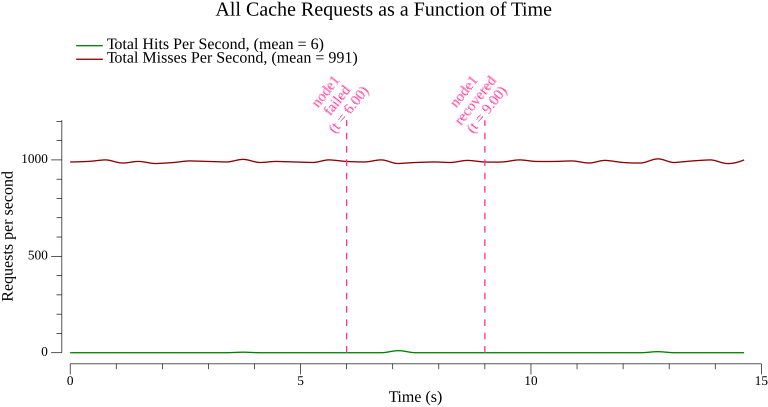 All Cache Requests as a Function of Time
Total Hits Per Second, (mean = 6)
Total Misses Per Second, (mean = 991)
node1
failed
(t = 6.00)
node1
recovered
(t = 9.00)
Requests per second
1000
500
0
0 5 10 15
Time (s)